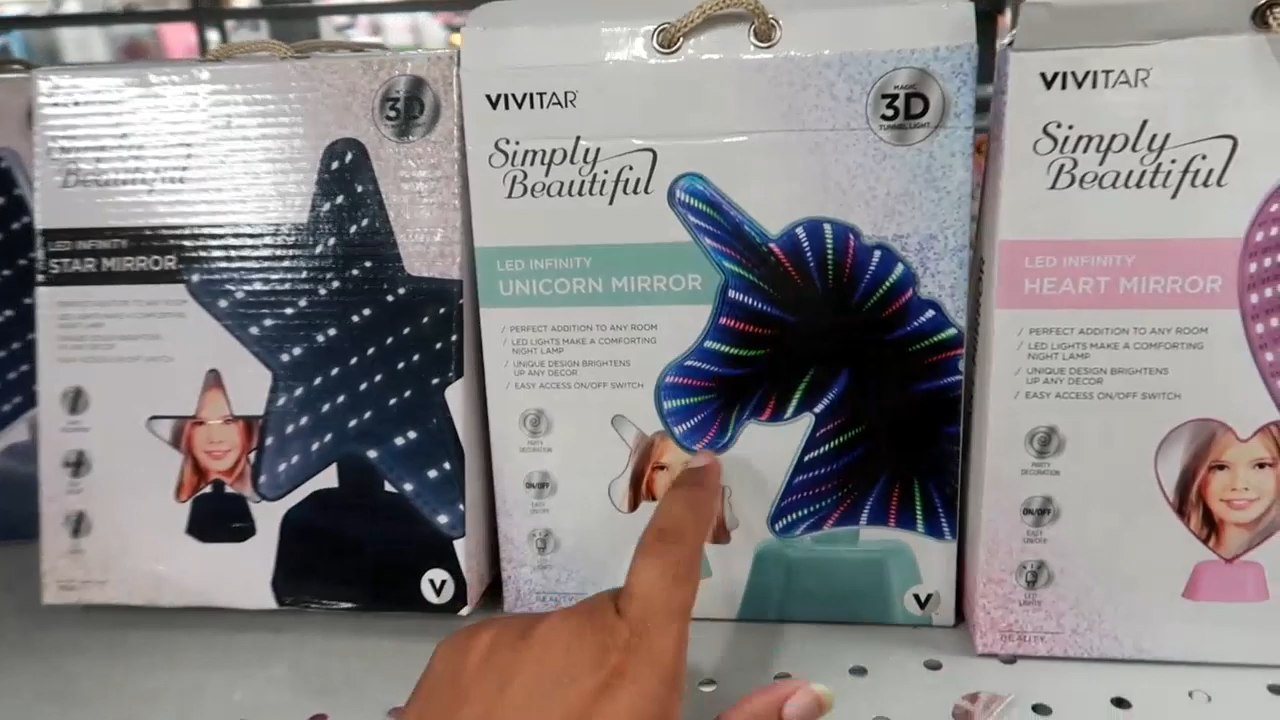 3D
Beautiful
LED INFINITY
STAR MIRROR
V
VIVITAR
MAGIC
3D
TUNNEL LIGHT
Simply
Beautiful
LED INFINITY
UNICORN MIRROR
/ PERFECT ADDITION TO ANY ROOM
/ LED LIGHTS MAKE A COMFORTING
NIGHT LAMP
/ UNIQUE DESIGN BRIGHTENS
UP ANY DECOR
/ EASY ACCESS ON/OFF SWITCH
PARTY
DECORATION
ON/OFF
EASY
ON/OFF
LIGHTS
BEAUTY
V
VIVITAR
Simply
Beautiful
LED INFINITY
HEART MIRROR
/ PERFECT ADDITION TO ANY ROOM
/ LED LIGHTS MAKE A COMFORTING
NIGHT LAMP
/ UNIQUE DESIGN BRIGHTENS
UP ANY DECOR
/ EASY ACCESS ON/OFF SWITCH
PARTY
DECORATION
ON/OFF
EASY
ON/OFF
LED
LIGHTS
BEAUTY